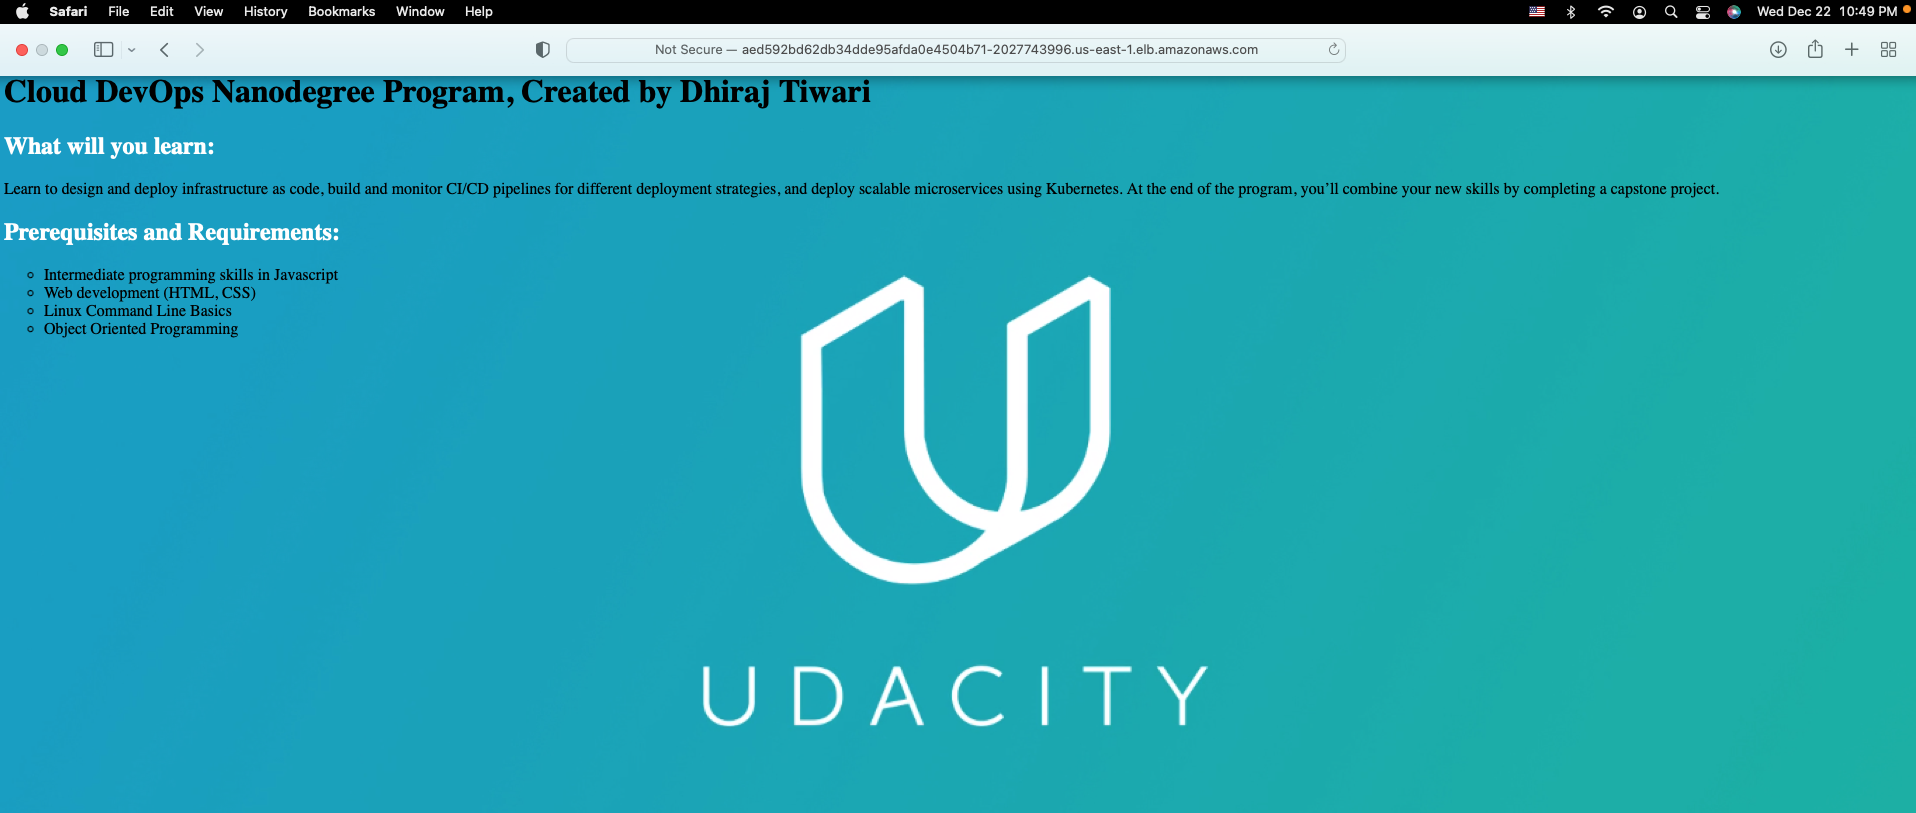 Safari File Edit View History Bookmarks Window Help Wed Dec 22 10:49 PM
Not Secure — aed592bd62db34dde95afda0e4504b71-2027743996.us-east-1.elb.amazonaws.com
Cloud DevOps Nanodegree Program, Created by Dhiraj Tiwari
What will you learn:
Learn to design and deploy infrastructure as code, build and monitor CI/CD pipelines for different deployment strategies, and deploy scalable microservices using Kubernetes. At the end of the program, you’ll combine your new skills by completing a capstone project.
Prerequisites and Requirements:
Intermediate programming skills in Javascript
Web development (HTML, CSS)
Linux Command Line Basics
Object Oriented Programming
UDACITY